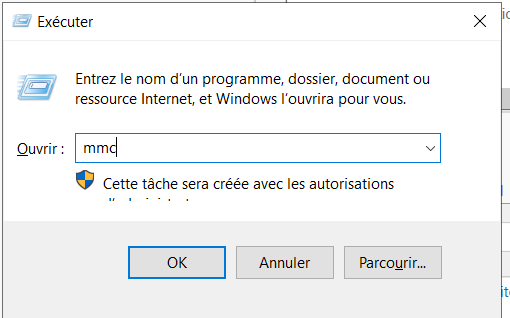 Exécuter
Entrez le nom d’un programme, dossier, document ou
ressource Internet, et Windows l’ouvrira pour vous.
Ouvrir :
mmc
Cette tâche sera créée avec les autorisations
OK
Annuler
Parcourir...